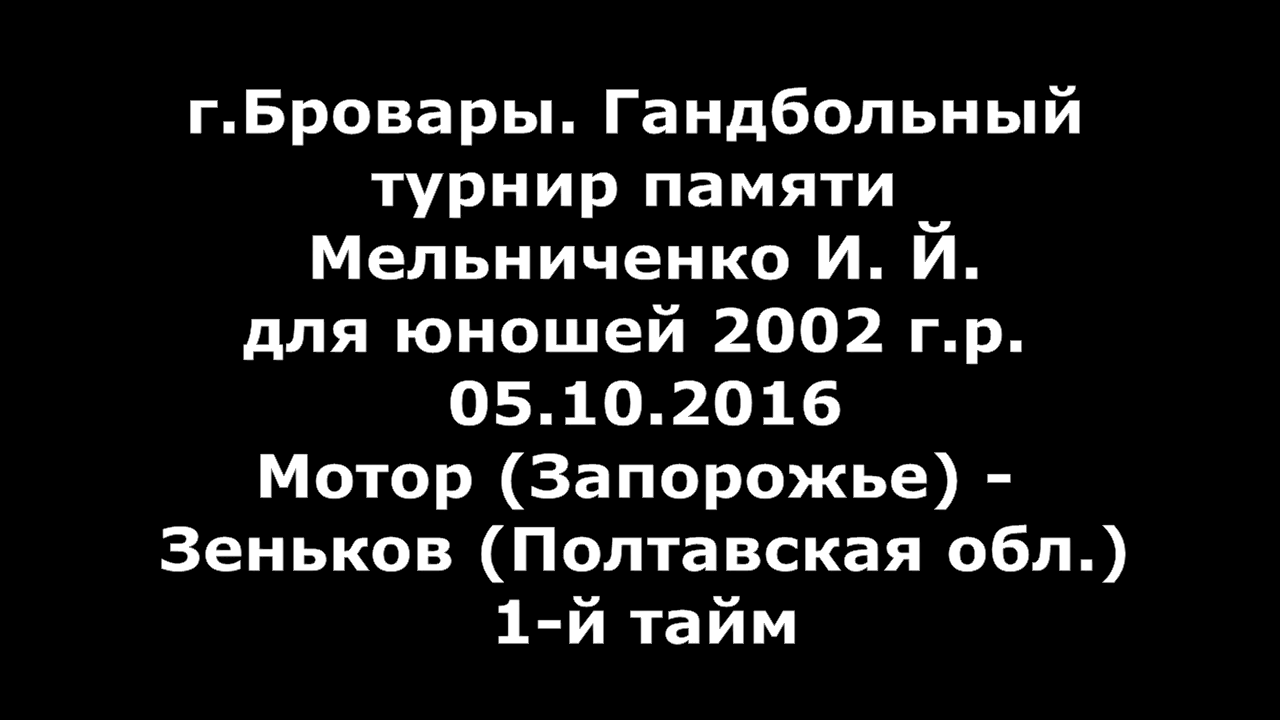 г.Бровары. Гандбольный
турнир памяти
Мельниченко И. Й.
для юношей 2002 г.р.
05.10.2016
Мотор (Запорожье) -
Зеньков (Полтавская обл.)
1-й тайм